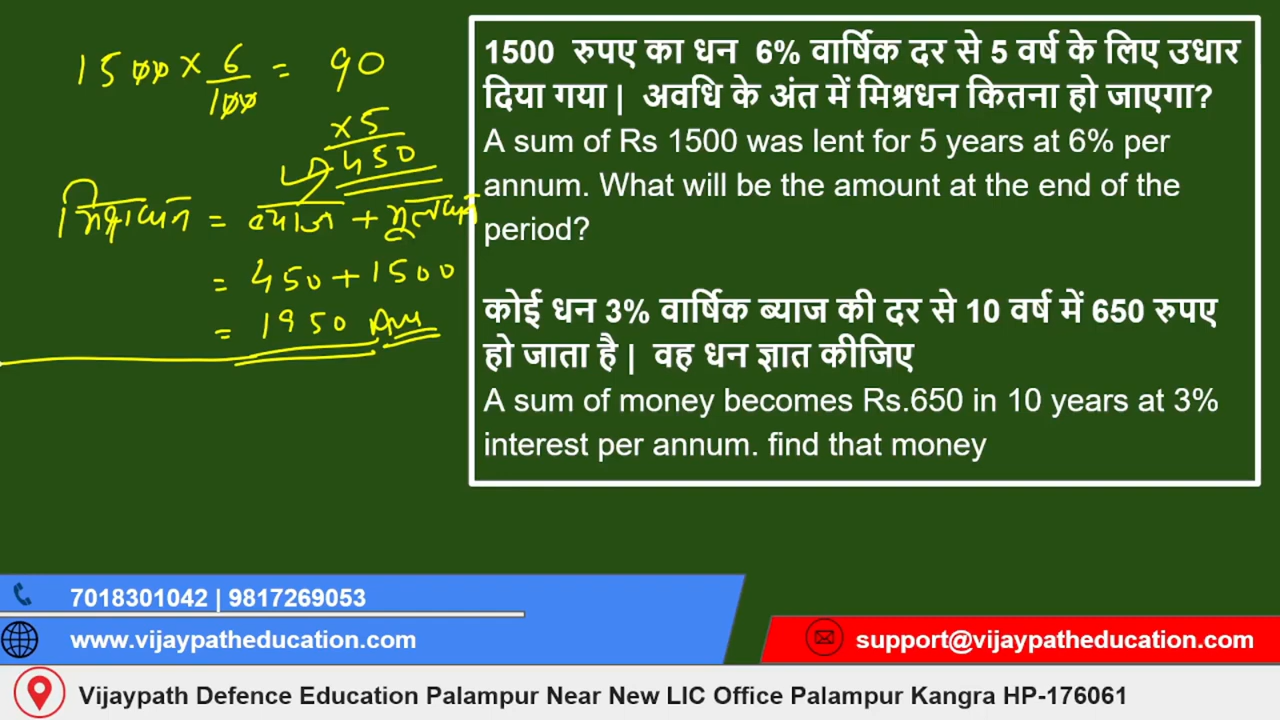 1500 × 6/100 = 90
× 5
450
मिश्रधन = ब्याज + मूलधन
= 450 + 1500
= 1950 Ans
1500 रुपए का धन 6% वार्षिक दर से 5 वर्ष के लिए उधार
दिया गया | अवधि के अंत में मिश्रधन कितना हो जाएगा?
A sum of Rs 1500 was lent for 5 years at 6% per
annum. What will be the amount at the end of the
period?
कोई धन 3% वार्षिक ब्याज की दर से 10 वर्ष में 650 रुपए
हो जाता है | वह धन ज्ञात कीजिए
A sum of money becomes Rs.650 in 10 years at 3%
interest per annum. find that money
7018301042 | 9817269053
www.vijaypatheducation.com
support@vijaypatheducation.com
Vijaypath Defence Education Palampur Near New LIC Office Palampur Kangra HP-176061